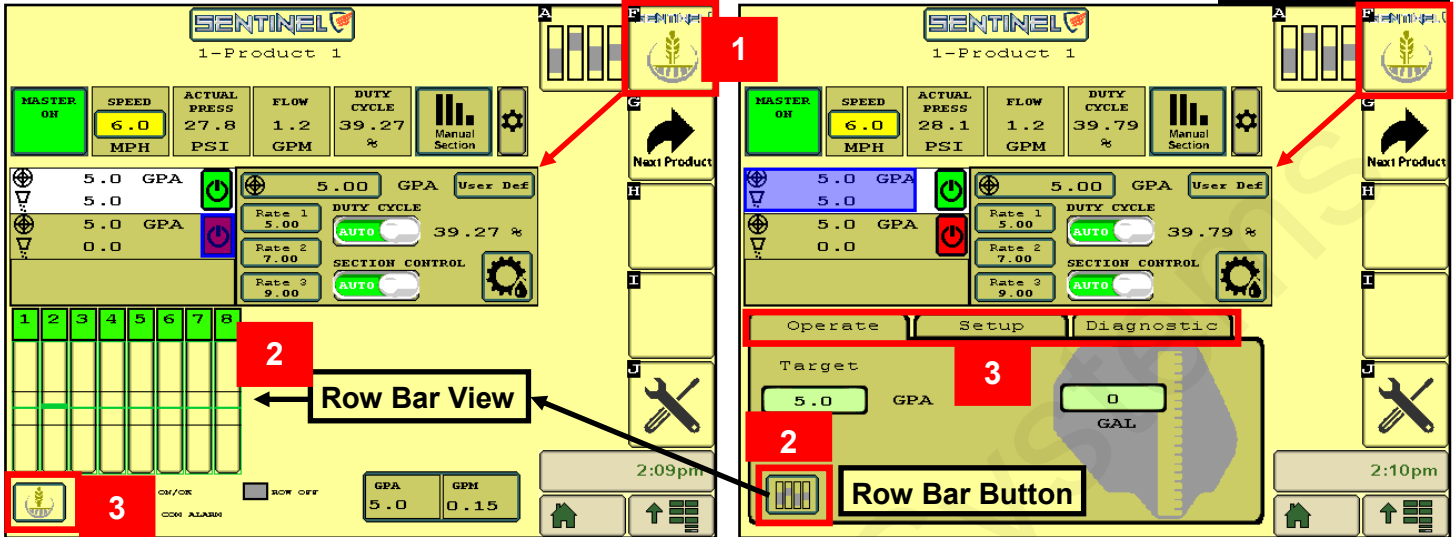 SENTINEL
1-Product 1
A
F
SENTINEL
1
MASTER ON
SPEED
6.0
MPH
ACTUAL PRESS
27.8
PSI
FLOW
1.2
GPM
DUTY CYCLE
39.27
%
Manual Section
G
Next Product
5.0 GPA
5.0
5.0 GPA
0.0
5.00 GPA User Def
Rate 1
5.00
Rate 2
7.00
Rate 3
9.00
DUTY CYCLE
AUTO 39.27 %
SECTION CONTROL
AUTO
H
I
J
1 2 3 4 5 6 7 8
2
Row Bar View
3
ON/OK
ROW OFF
COM ALARM
GPA
5.0
GPM
0.15
2:09pm
SENTINEL
1-Product 1
A
F
SENTINEL
MASTER ON
SPEED
6.0
MPH
ACTUAL PRESS
28.1
PSI
FLOW
1.2
GPM
DUTY CYCLE
39.79
%
Manual Section
G
Next Product
5.0 GPA
5.0
5.0 GPA
0.0
5.00 GPA User Def
Rate 1
5.00
Rate 2
7.00
Rate 3
9.00
DUTY CYCLE
AUTO 39.79 %
SECTION CONTROL
AUTO
H
I
J
Operate Setup Diagnostic
3
Target
5.0 GPA
0
GAL
2
Row Bar Button
2:10pm